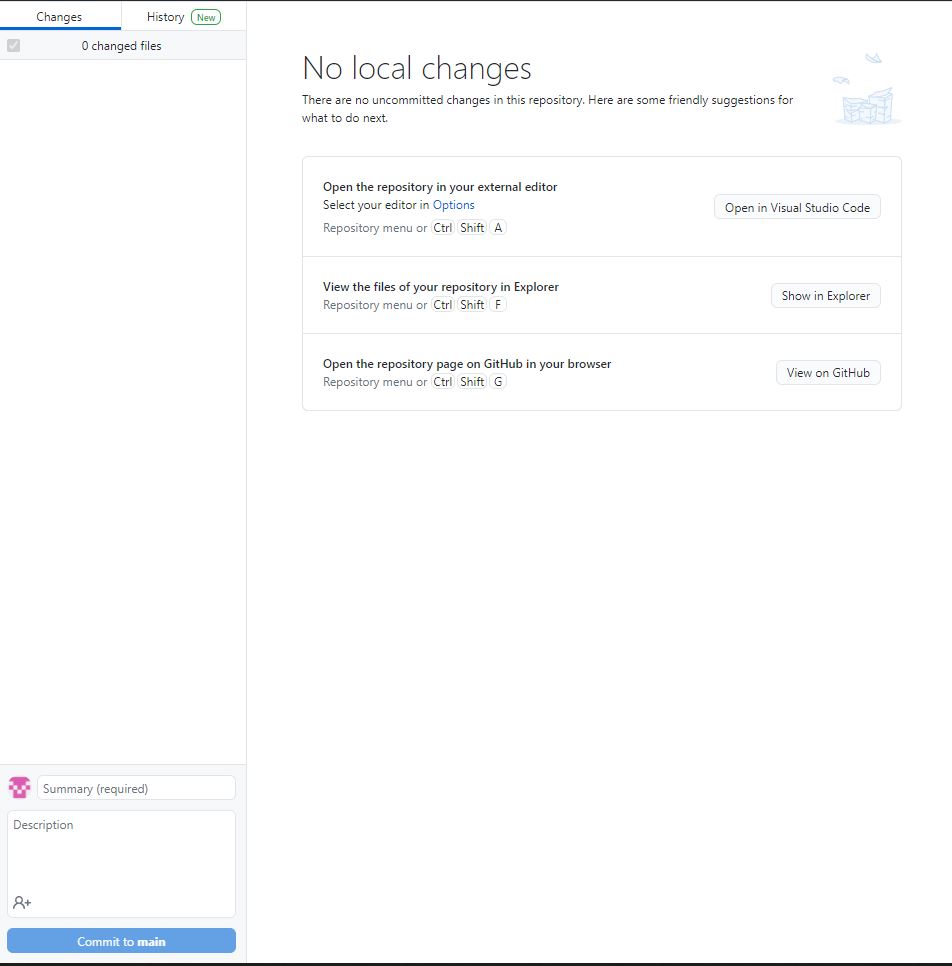 Changes
History New
0 changed files
No local changes
There are no uncommitted changes in this repository. Here are some friendly suggestions for
what to do next.
Open the repository in your external editor
Select your editor in Options
Repository menu or Ctrl Shift A
Open in Visual Studio Code
View the files of your repository in Explorer
Repository menu or Ctrl Shift F
Show in Explorer
Open the repository page on GitHub in your browser
Repository menu or Ctrl Shift G
View on GitHub
Summary (required)
Description
Commit to main